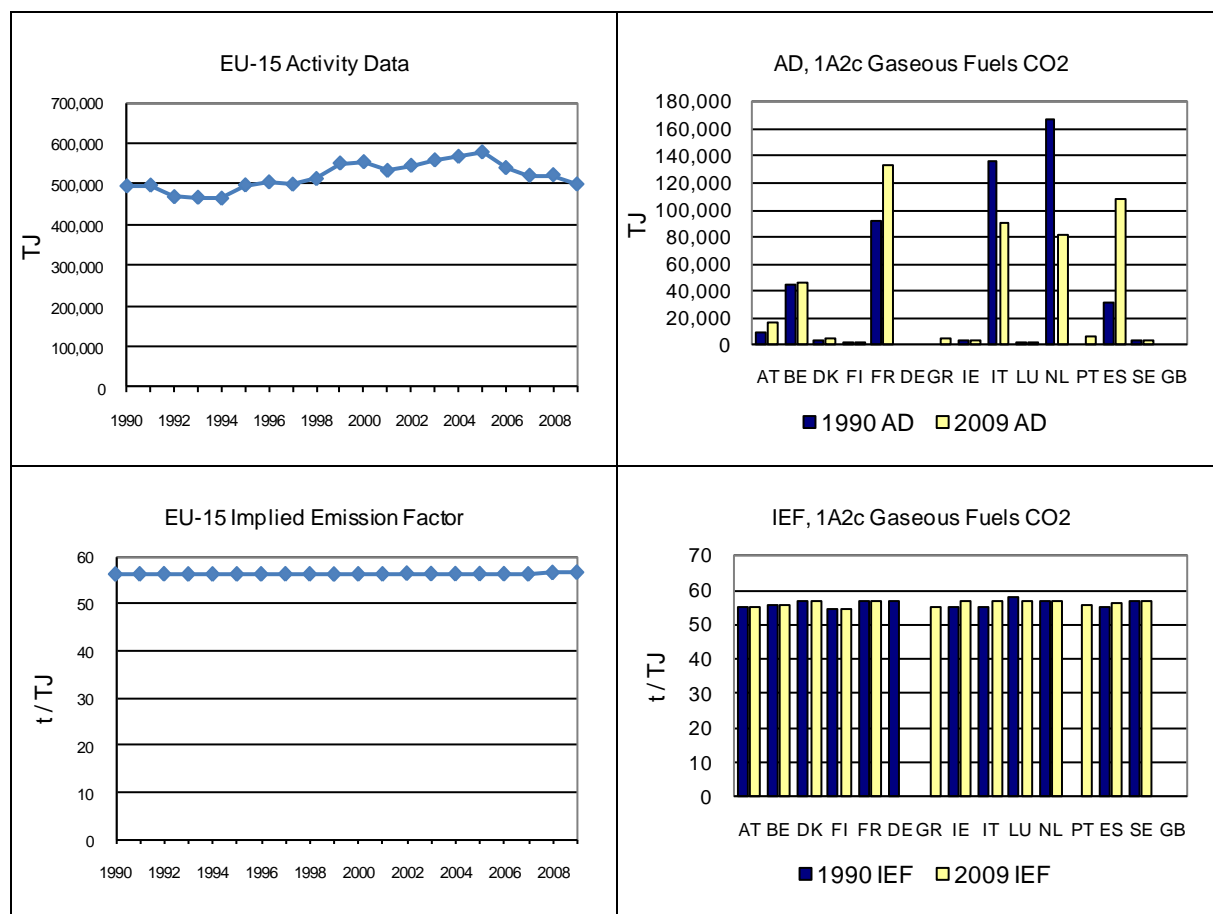 EU-15 Activity Data
TJ
700,000
600,000
500,000
400,000
300,000
200,000
100,000
0
1990 1992 1994 1996 1998 2000 2002 2004 2006 2008
AD, 1A2c Gaseous Fuels CO2
TJ
180,000
160,000
140,000
120,000
100,000
80,000
60,000
40,000
20,000
0
AT BE DK FI FR DE GR IE IT LU NL PT ES SE GB
1990 AD 2009 AD
EU-15 Implied Emission Factor
t / TJ
60
50
40
30
20
10
0
1990 1992 1994 1996 1998 2000 2002 2004 2006 2008
IEF, 1A2c Gaseous Fuels CO2
t / TJ
70
60
50
40
30
20
10
0
AT BE DK FI FR DE GR IE IT LU NL PT ES SE GB
1990 IEF 2009 IEF